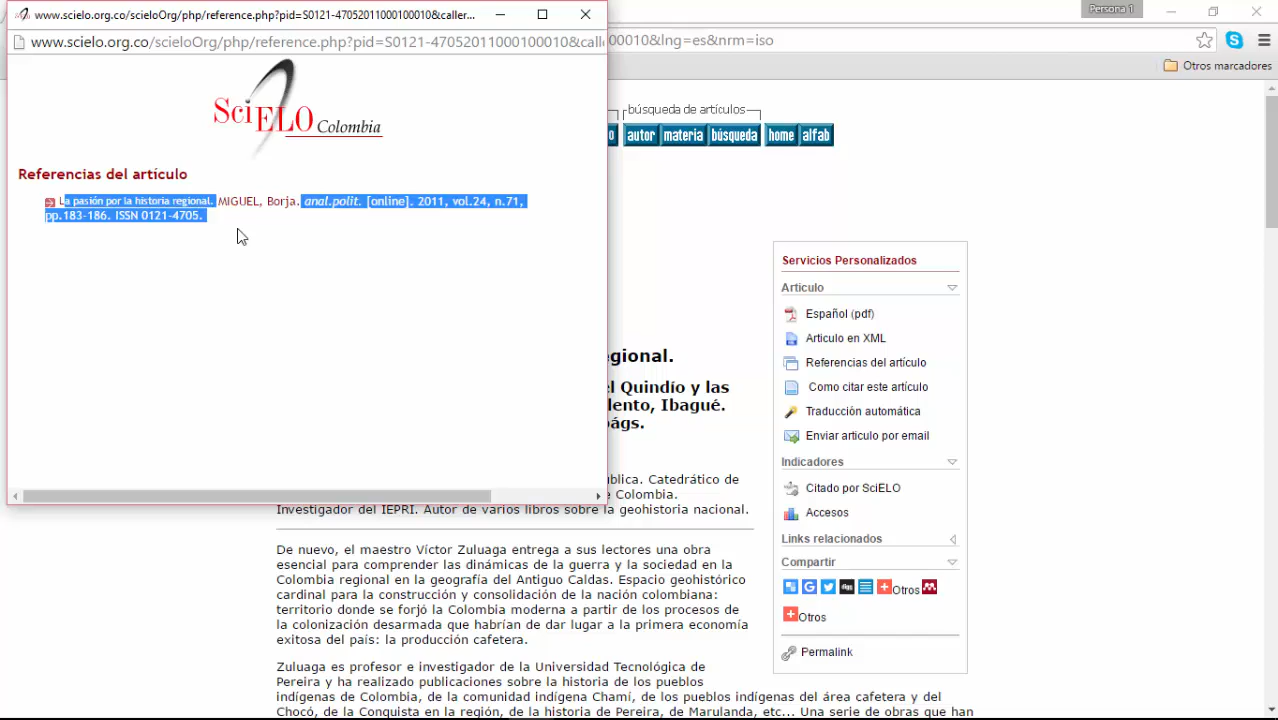 www.scielo.org.co/scieloOrg/php/reference.php?pid=S0121-47052011000100010&caller...
Persona 1
www.scielo.org.co/scieloOrg/php/reference.php?pid=S0121-47052011000100010&calle
00010&lng=es&nrm=iso
Otros marcadores
SciELO Colombia
búsqueda de artículos
autor materia búsqueda home alfab
Referencias del artículo
La pasión por la historia regional. MIGUEL, Borja. anal.polit. [online]. 2011, vol.24, n.71,
pp.183-186. ISSN 0121-4705.
Servicios Personalizados
Articulo
Español (pdf)
Articulo en XML
Referencias del artículo
Como citar este artículo
Traducción automática
Enviar articulo por email
Indicadores
Citado por SciELO
Accesos
Links relacionados
Compartir
Otros
Otros
Permalink
egional.
el Quindío y las
lento, Ibagué.
págs.
ública. Catedrático de
e Colombia.
Investigador del IEPRI. Autor de varios libros sobre la geohistoria nacional.
De nuevo, el maestro Víctor Zuluaga entrega a sus lectores una obra
esencial para comprender las dinámicas de la guerra y la sociedad en la
Colombia regional en la geografía del Antiguo Caldas. Espacio geohistórico
cardinal para la construcción y consolidación de la nación colombiana:
territorio donde se forjó la Colombia moderna a partir de los procesos de
la colonización desarmada que habrían de dar lugar a la primera economía
exitosa del país: la producción cafetera.
Zuluaga es profesor e investigador de la Universidad Tecnológica de
Pereira y ha realizado publicaciones sobre la historia de los pueblos
indígenas de Colombia, de la comunidad indígena Chamí, de los pueblos indígenas del área cafetera y del
Chocó, de la Conquista en la región, de la historia de Pereira, de Marulanda, etc... Una serie de obras que han